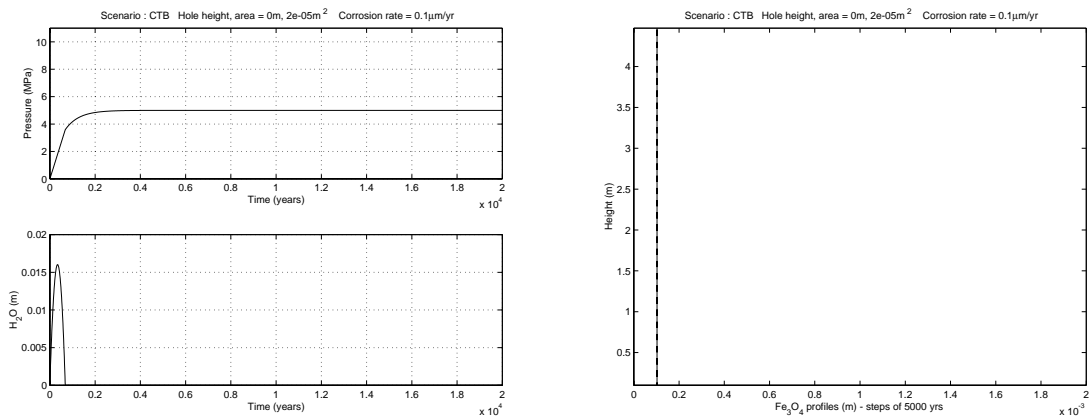 Scenario : CTB Hole height, area = 0m, 2e-05m² Corrosion rate = 0.1μm/yr
10
8
6
4
2
0
Pressure (MPa)
0 0.2 0.4 0.6 0.8 1 1.2 1.4 1.6 1.8 2
Time (years)
x 10⁴
0.02
0.015
0.01
0.005
0
H₂O (m)
0 0.2 0.4 0.6 0.8 1 1.2 1.4 1.6 1.8 2
Time (years)
x 10⁴
Scenario : CTB Hole height, area = 0m, 2e-05m² Corrosion rate = 0.1μm/yr
4
3.5
3
2.5
2
1.5
1
0.5
Height (m)
0 0.2 0.4 0.6 0.8 1 1.2 1.4 1.6 1.8 2
Fe₃O₄ profiles (m) - steps of 5000 yrs
x 10⁻³